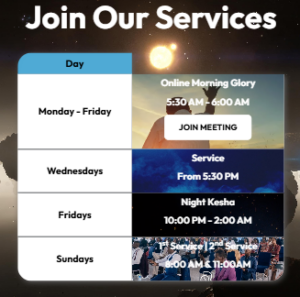 Join Our Services
Day
Monday - Friday
Online Morning Glory
5:30 AM - 6:00 AM
JOIN MEETING
Wednesdays
Service
From 5:30 PM
Fridays
Night Kesha
10:00 PM - 2:00 AM
Sundays
1st Service | 2nd Service
8:00 AM & 11:00AM